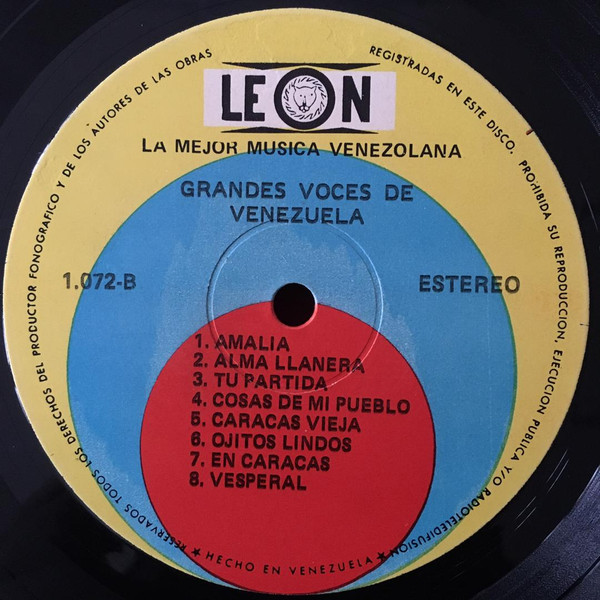 LEON
LA MEJOR MUSICA VENEZOLANA
GRANDES VOCES DE
VENEZUELA
1.072-B
ESTEREO
1. AMALIA
2. ALMA LLANERA
3. TU PARTIDA
4. COSAS DE MI PUEBLO
5. CARACAS VIEJA
6. OJITOS LINDOS
7. EN CARACAS
8. VESPERAL
★ RESERVADOS TODOS LOS DERECHOS DEL PRODUCTOR FONOGRAFICO Y DE LOS AUTORES DE LAS OBRAS
REGISTRADAS EN ESTE DISCO. PROHIBIDA SU REPRODUCCION, EJECUCION PUBLICA Y/O RADIOTELEDIFUSION
★ HECHO EN VENEZUELA ★